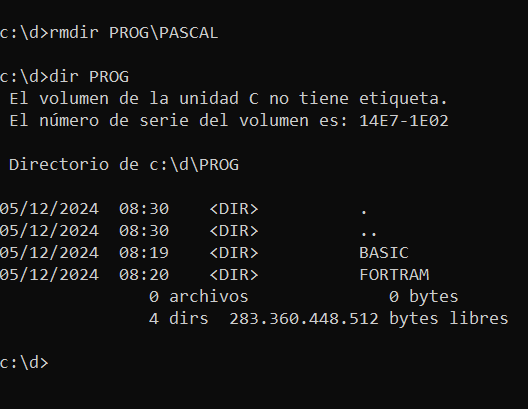 c:\d>rmdir PROG\PASCAL
c:\d>dir PROG
El volumen de la unidad C no tiene etiqueta.
El número de serie del volumen es: 14E7-1E02
Directorio de c:\d\PROG
05/12/2024  08:30    <DIR>          .
05/12/2024  08:30    <DIR>          ..
05/12/2024  08:19    <DIR>          BASIC
05/12/2024  08:20    <DIR>          FORTRAM
0 archivos              0 bytes
4 dirs  283.360.448.512 bytes libres
c:\d>